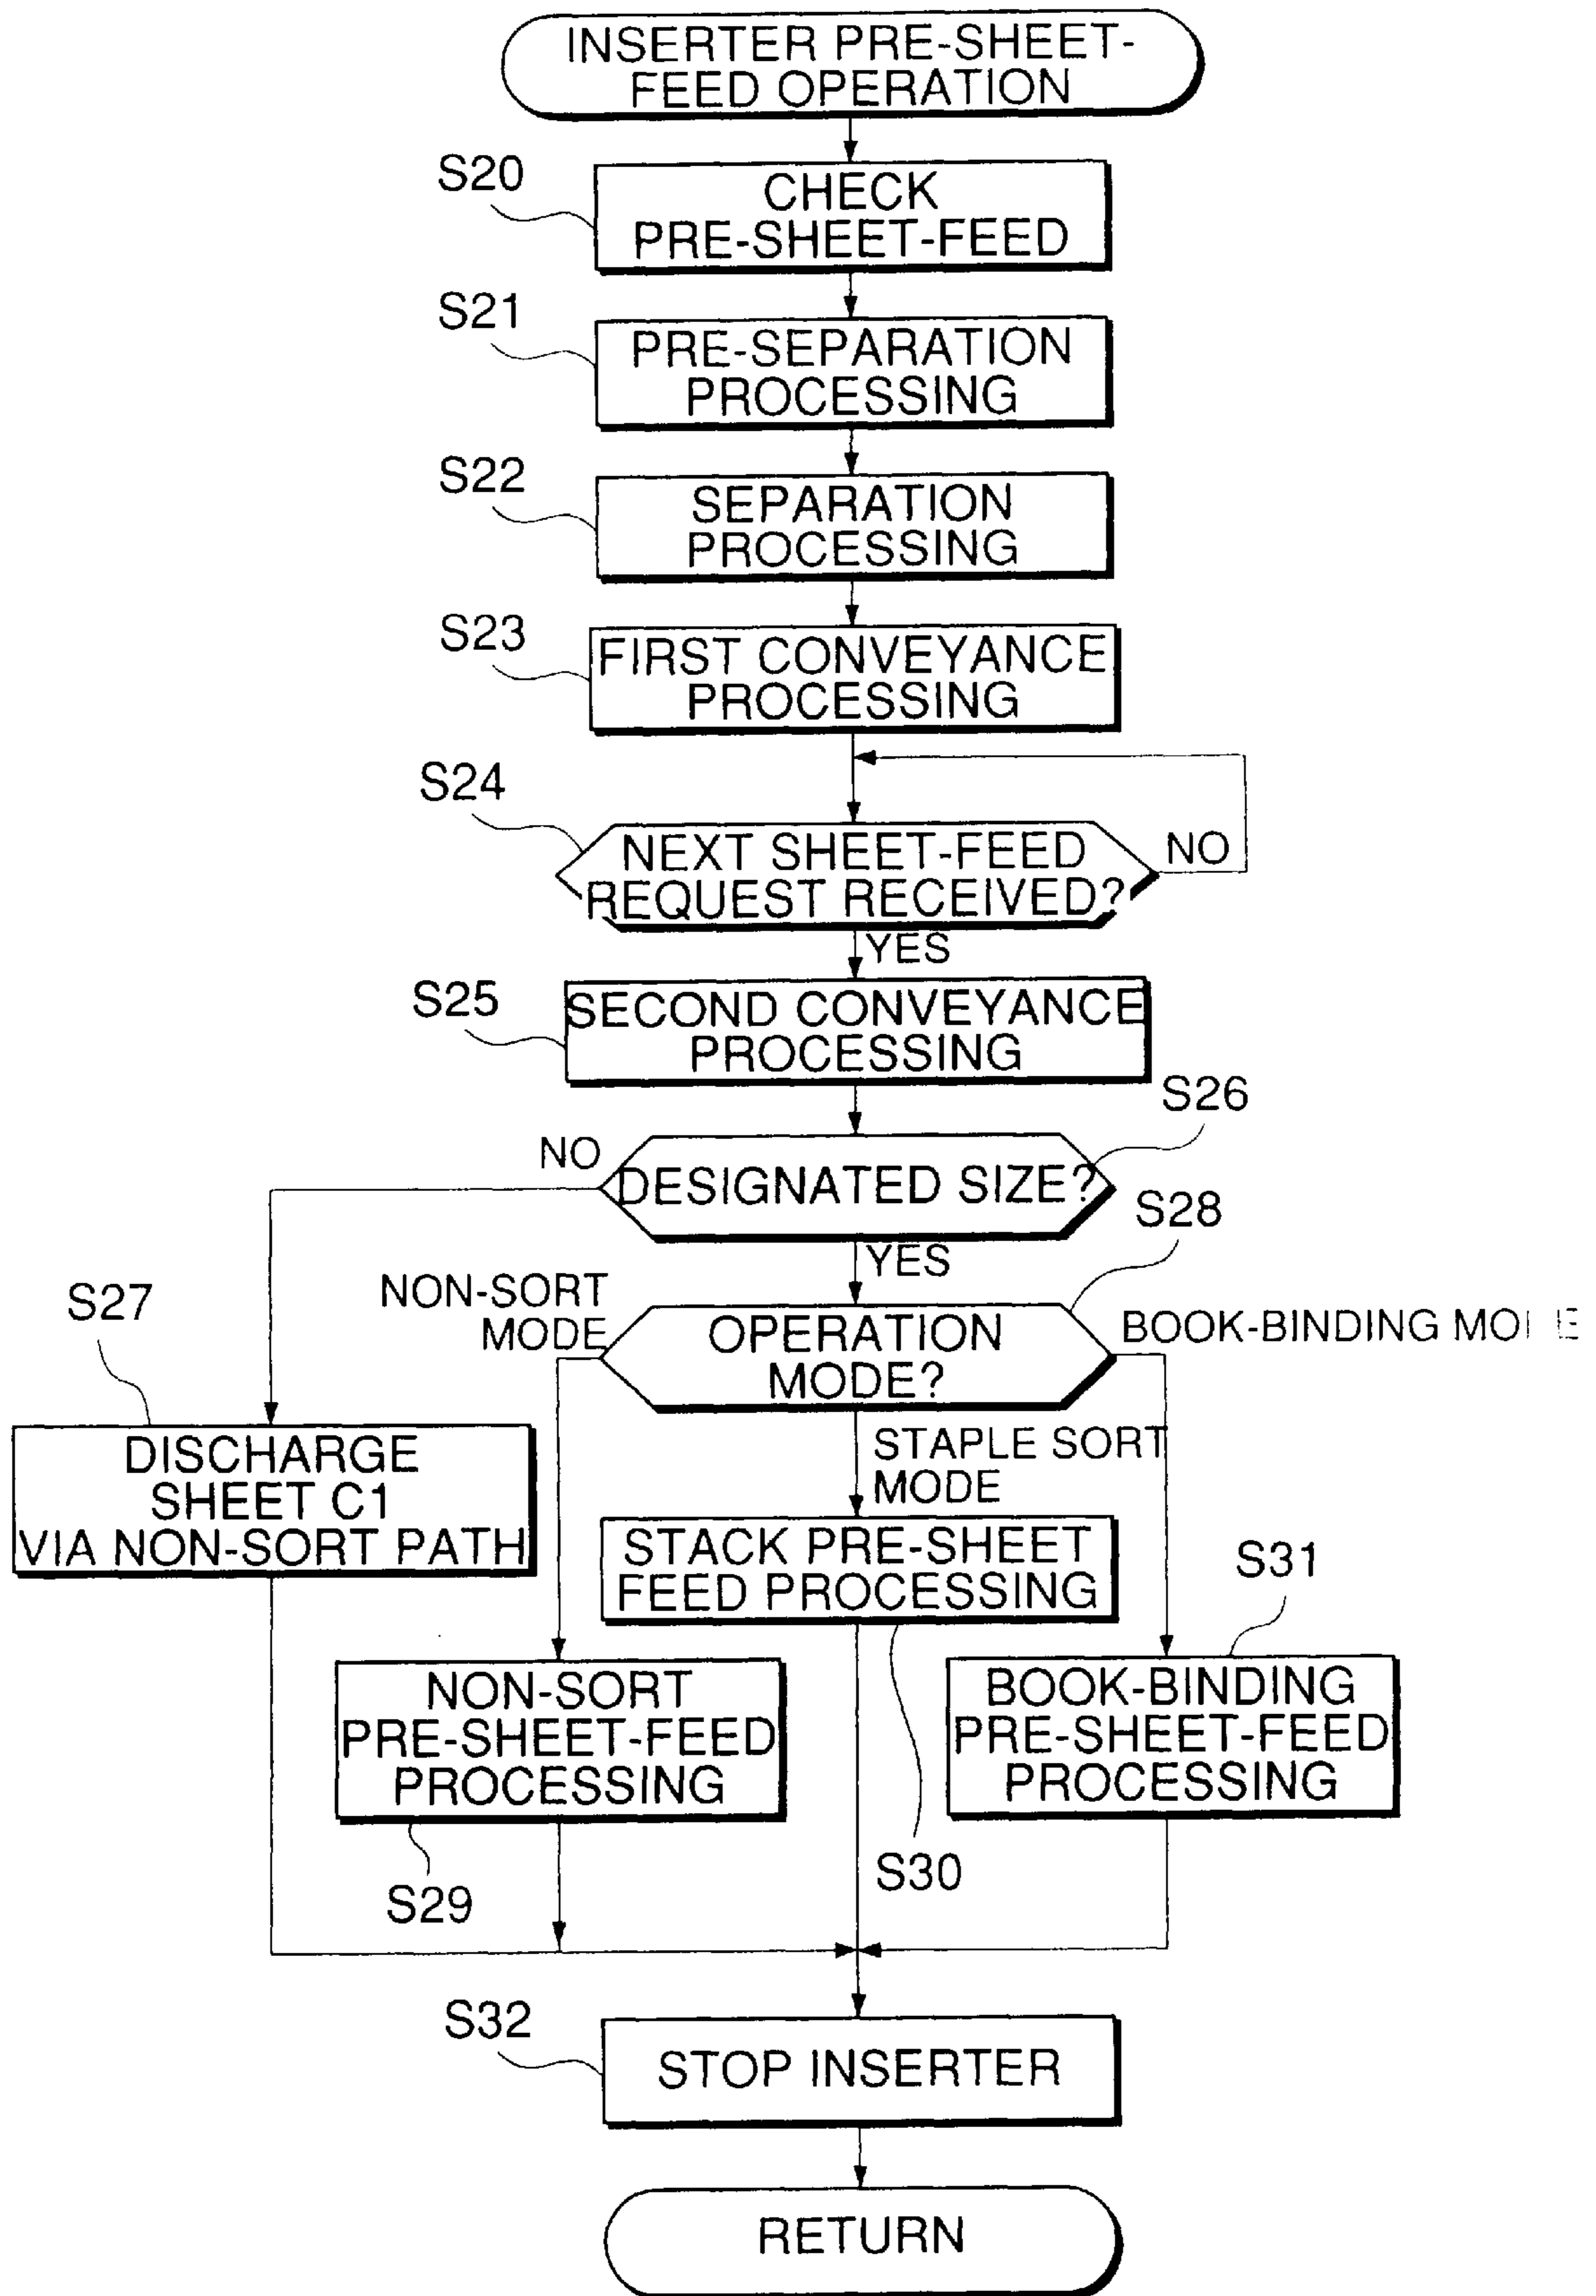 INSERTER PRE-SHEET-
FEED OPERATION
S20
CHECK
PRE-SHEET-FEED
S21
PRE-SEPARATION
PROCESSING
S22
SEPARATION
PROCESSING
S23
FIRST CONVEYANCE
PROCESSING
S24
NEXT SHEET-FEED
REQUEST RECEIVED?
NO
YES
S25
SECOND CONVEYANCE
PROCESSING
S26
NO
DESIGNATED SIZE?
S28
YES
S27
NON-SORT
MODE
OPERATION
MODE?
BOOK-BINDING MODE
STAPLE SORT
MODE
DISCHARGE
SHEET C1
VIA NON-SORT PATH
STACK PRE-SHEET
FEED PROCESSING
S31
NON-SORT
PRE-SHEET-FEED
PROCESSING
BOOK-BINDING
PRE-SHEET-FEED
PROCESSING
S29
S30
S32
STOP INSERTER
RETURN